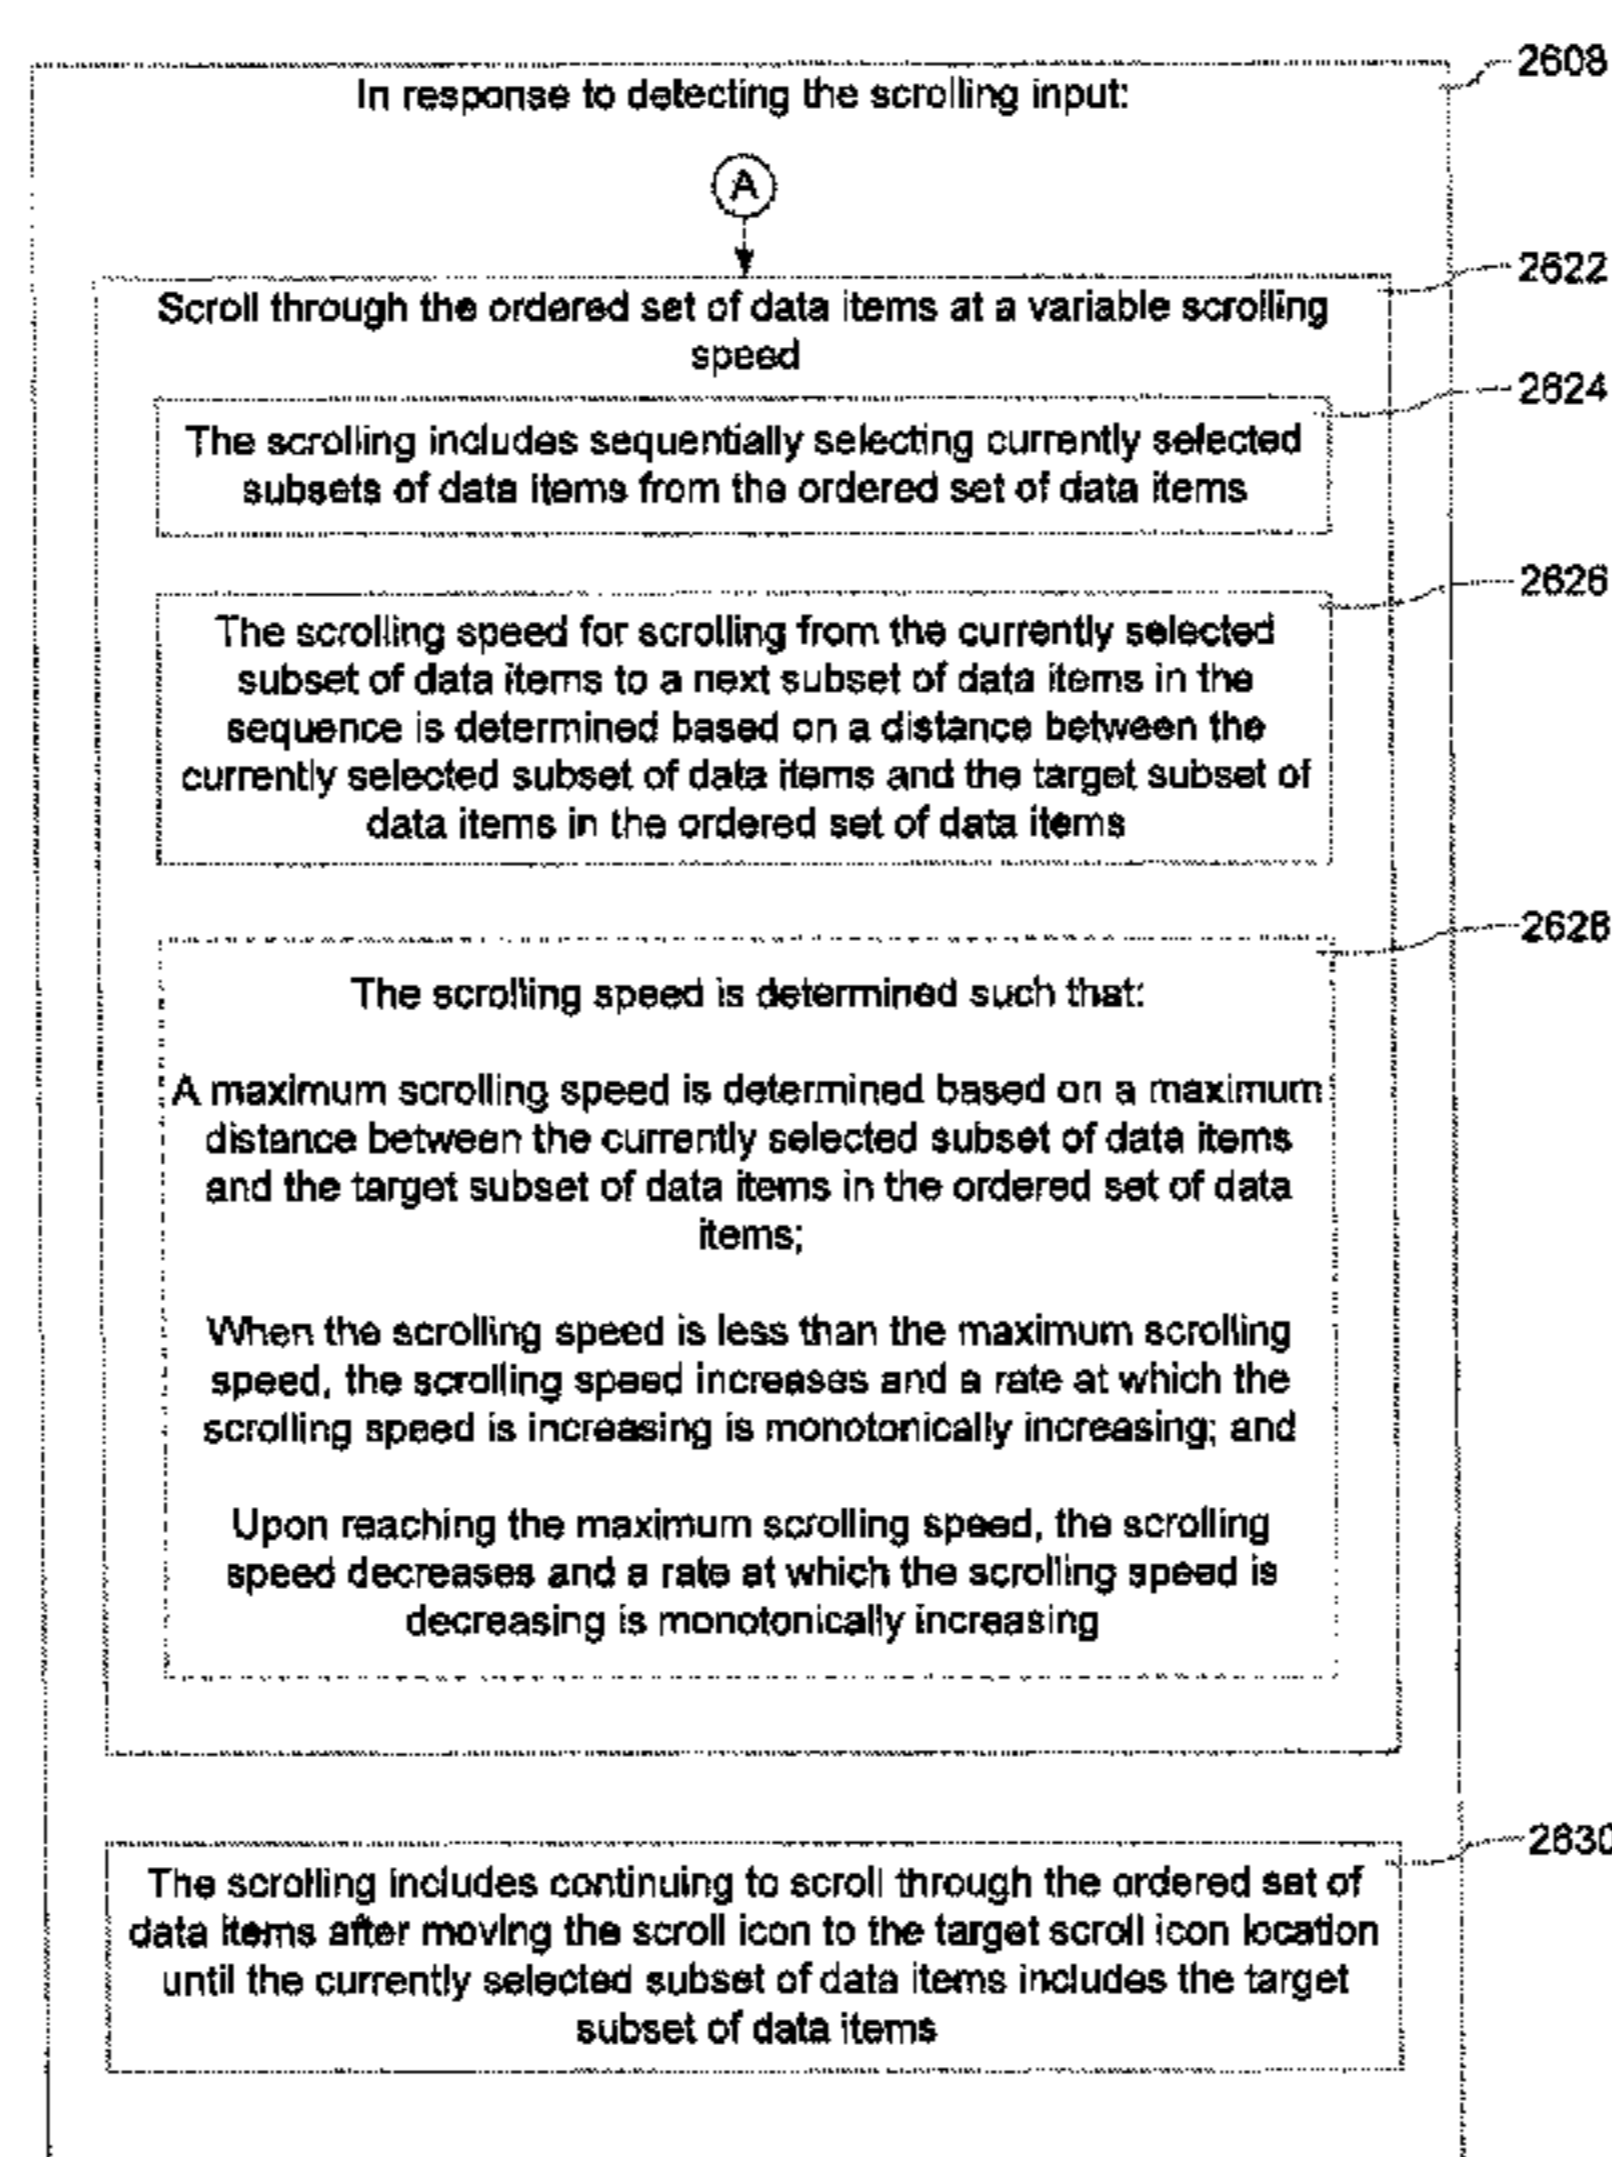 2608
In response to detecting the scrolling input:
A
2622
Scroll through the ordered set of data items at a variable scrolling
speed
2624
The scrolling includes sequentially selecting currently selected
subsets of data items from the ordered set of data items
2626
The scrolling speed for scrolling from the currently selected
subset of data items to a next subset of data items in the
sequence is determined based on a distance between the
currently selected subset of data items and the target subset of
data items in the ordered set of data items
2628
The scrolling speed is determined such that:
A maximum scrolling speed is determined based on a maximum
distance between the currently selected subset of data items
and the target subset of data items in the ordered set of data
items;
When the scrolling speed is less than the maximum scrolling
speed, the scrolling speed increases and a rate at which the
scrolling speed is increasing is monotonically increasing; and
Upon reaching the maximum scrolling speed, the scrolling
speed decreases and a rate at which the scrolling speed is
decreasing is monotonically increasing
2630
The scrolling includes continuing to scroll through the ordered set of
data items after moving the scroll icon to the target scroll icon location
until the currently selected subset of data items includes the target
subset of data items